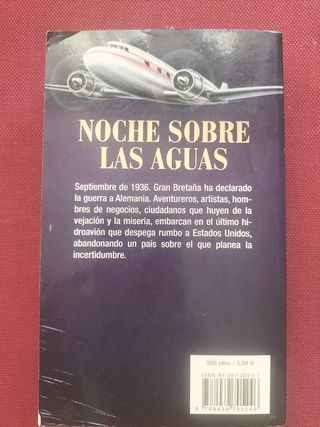 NOCHE SOBRE
LAS AGUAS
Septiembre de 1936. Gran Bretaña ha declarado
la guerra a Alemania. Aventureros, artistas, hom-
bres de negocios, ciudadanos que huyen de la
vejación y la miseria, embarcan en el último hi-
droavión que despega rumbo a Estados Unidos,
abandonando un país sobre el que planea la
incertidumbre.
995 ptas. / 5,98 €